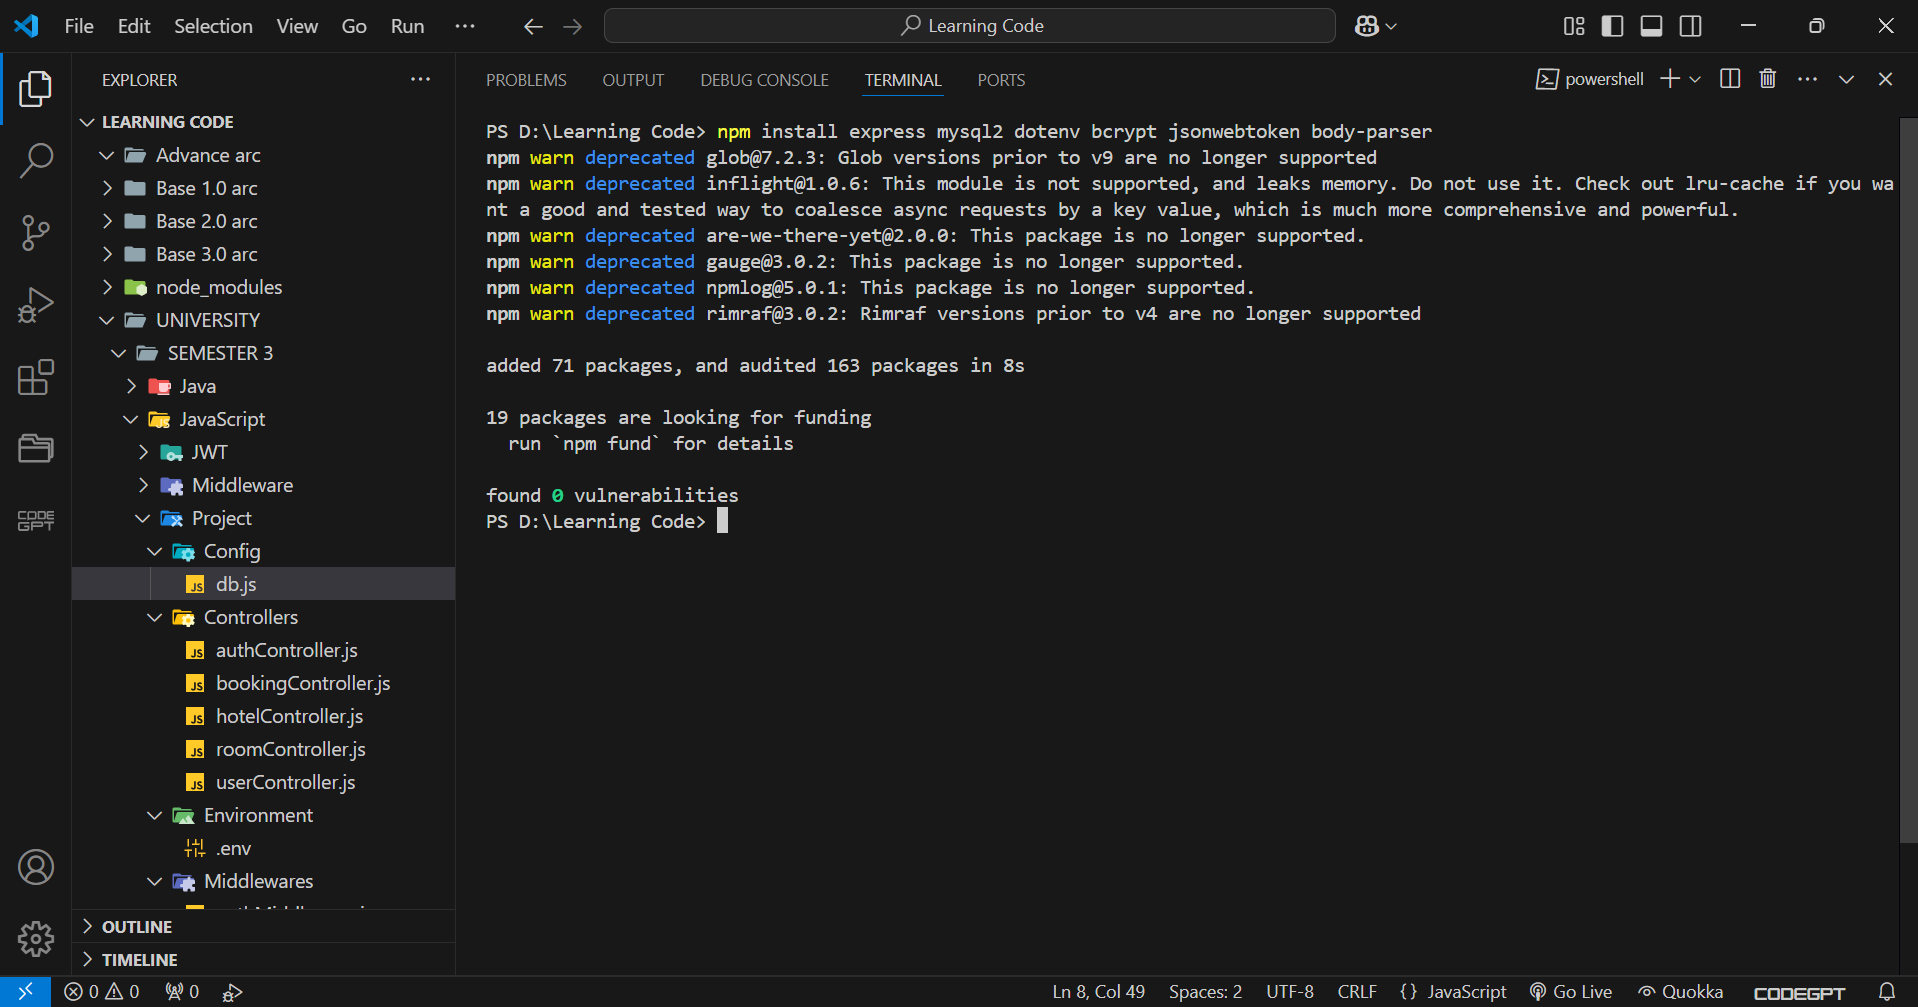 File Edit Selection View Go Run ···
Learning Code
EXPLORER ···
PROBLEMS OUTPUT DEBUG CONSOLE TERMINAL PORTS
powershell
LEARNING CODE
Advance arc
Base 1.0 arc
Base 2.0 arc
Base 3.0 arc
node_modules
UNIVERSITY
SEMESTER 3
Java
JavaScript
JWT
Middleware
Project
Config
db.js
Controllers
authController.js
bookingController.js
hotelController.js
roomController.js
userController.js
Environment
.env
Middlewares
OUTLINE
TIMELINE
CODE GPT
PS D:\Learning Code> npm install express mysql2 dotenv bcrypt jsonwebtoken body-parser
npm warn deprecated glob@7.2.3: Glob versions prior to v9 are no longer supported
npm warn deprecated inflight@1.0.6: This module is not supported, and leaks memory. Do not use it. Check out lru-cache if you wa
nt a good and tested way to coalesce async requests by a key value, which is much more comprehensive and powerful.
npm warn deprecated are-we-there-yet@2.0.0: This package is no longer supported.
npm warn deprecated gauge@3.0.2: This package is no longer supported.
npm warn deprecated npmlog@5.0.1: This package is no longer supported.
npm warn deprecated rimraf@3.0.2: Rimraf versions prior to v4 are no longer supported
added 71 packages, and audited 163 packages in 8s
19 packages are looking for funding
run `npm fund` for details
found 0 vulnerabilities
PS D:\Learning Code>
0 0 0 Ln 8, Col 49 Spaces: 2 UTF-8 CRLF {} JavaScript Go Live Quokka CODEGPT